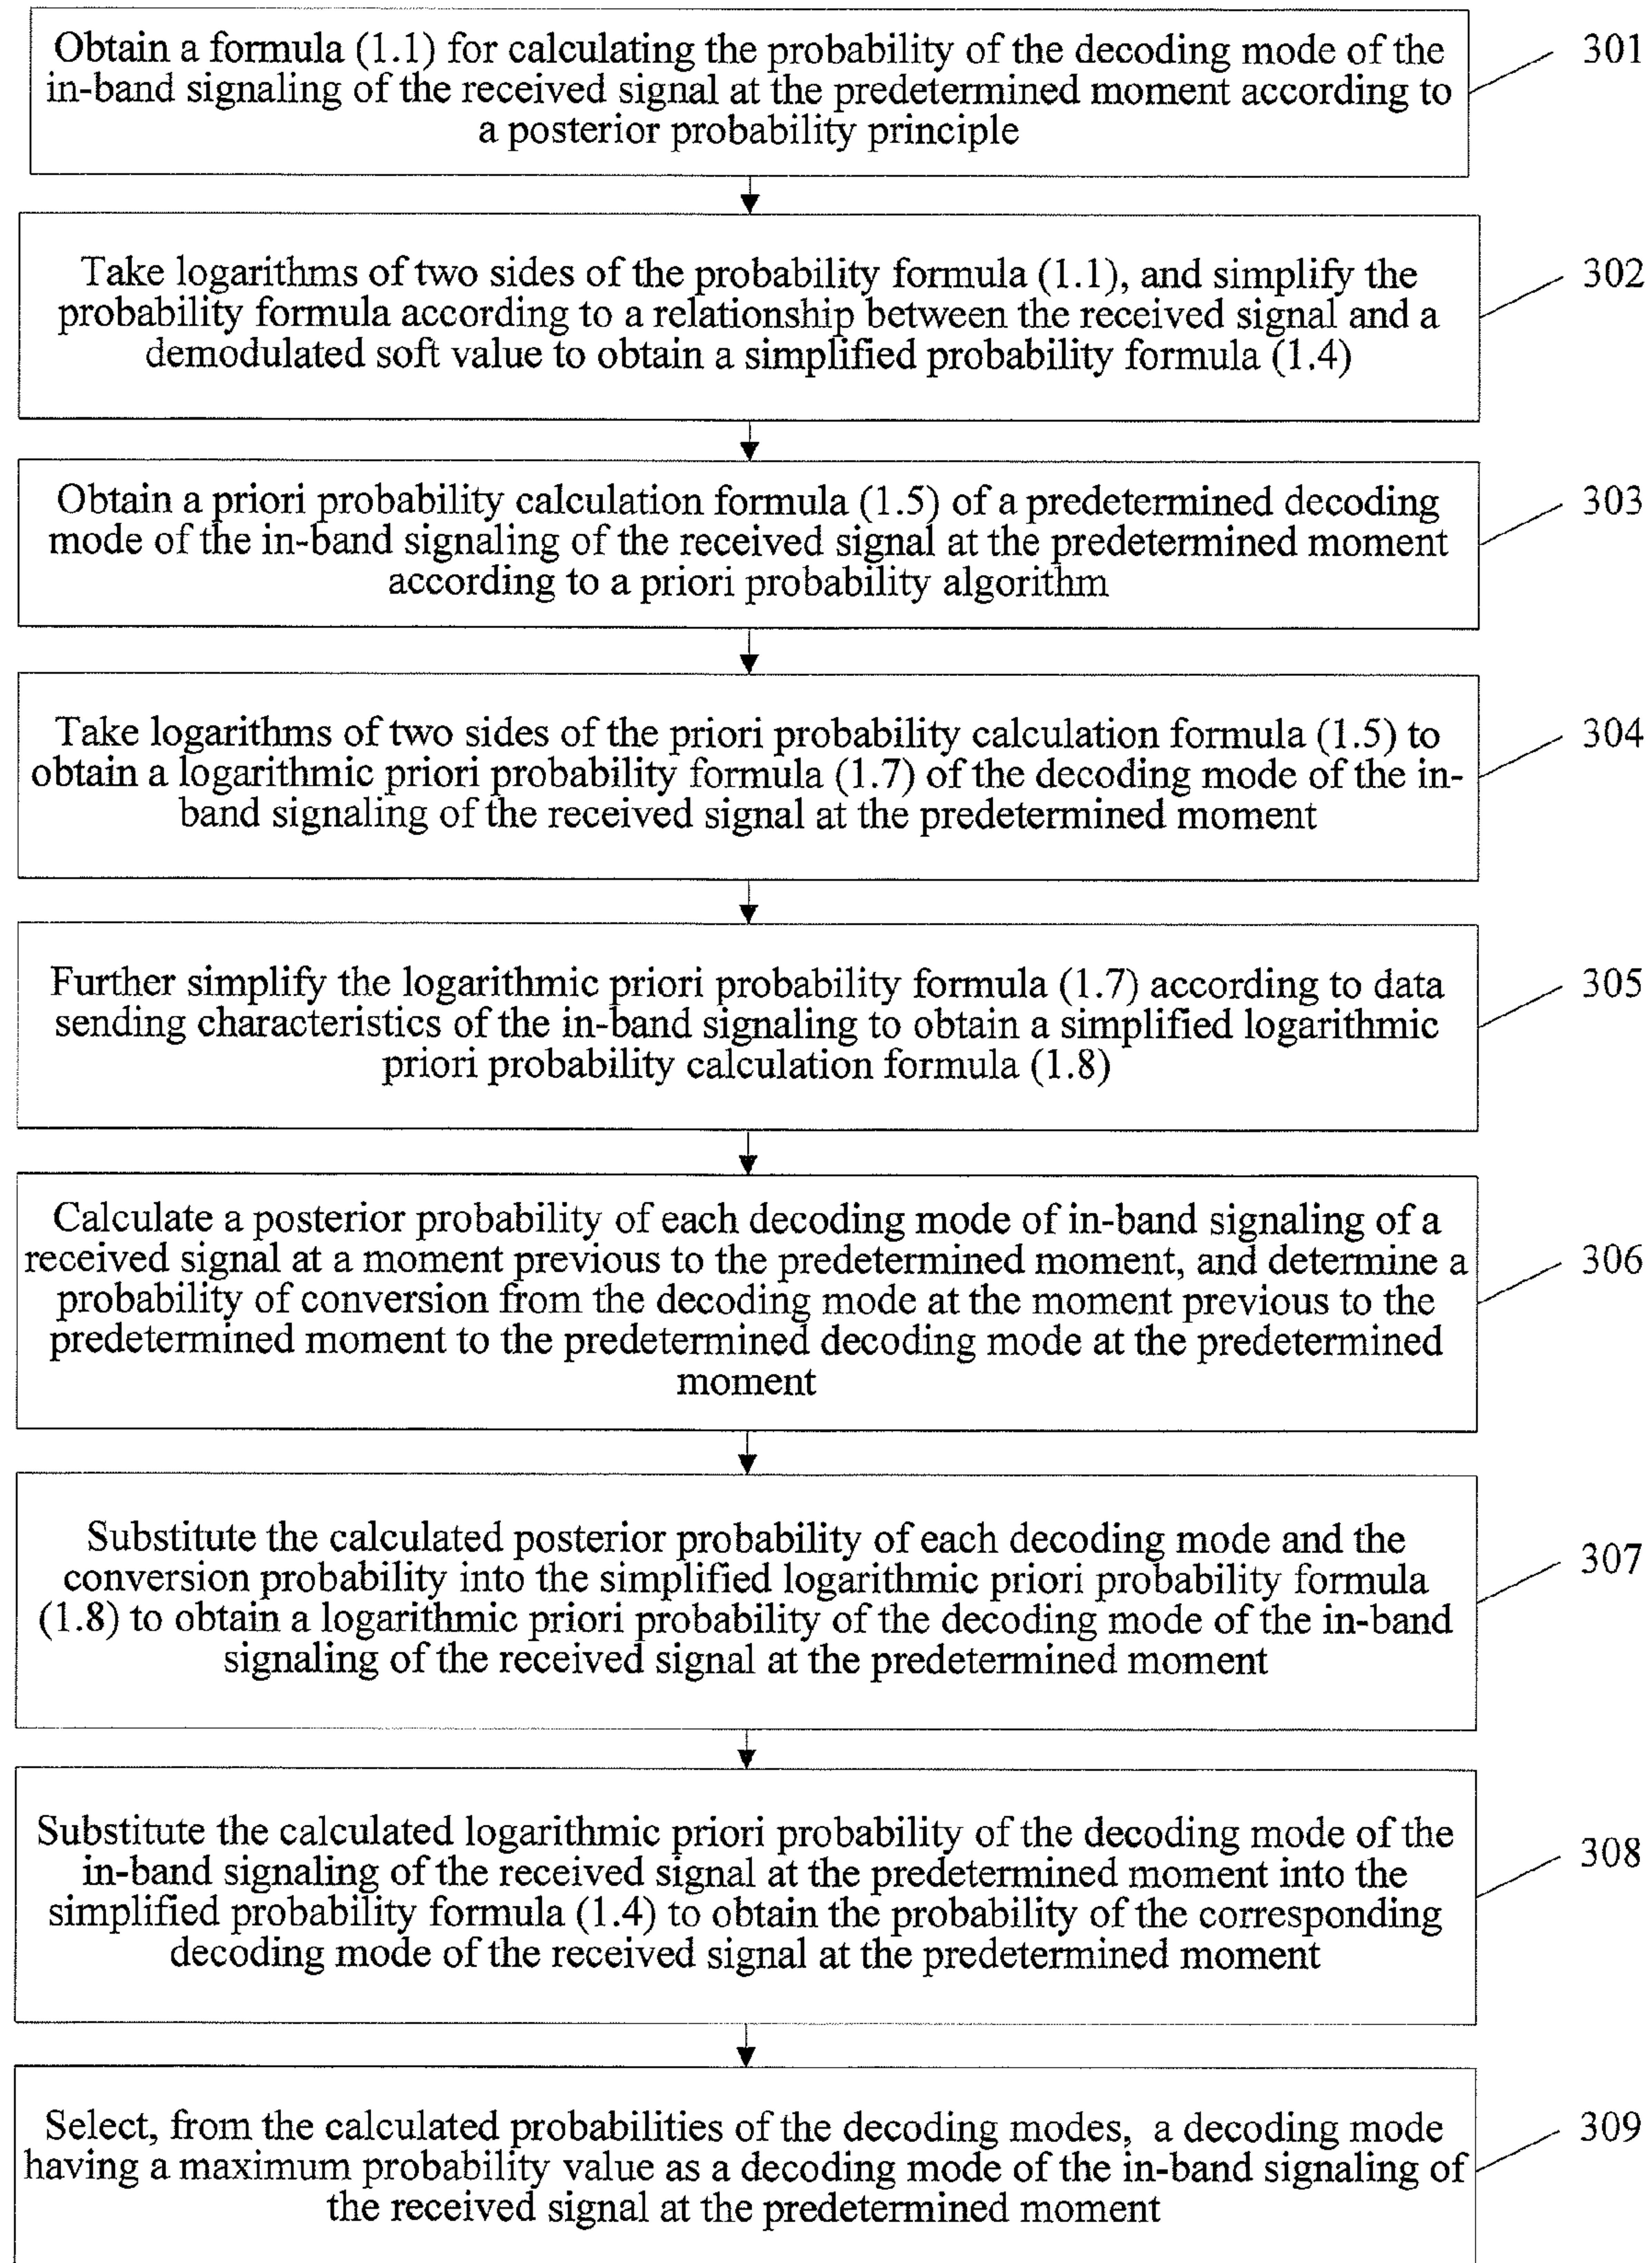 Obtain a formula (1.1) for calculating the probability of the decoding mode of the
in-band signaling of the received signal at the predetermined moment according to
a posterior probability principle
301
Take logarithms of two sides of the probability formula (1.1), and simplify the
probability formula according to a relationship between the received signal and a
demodulated soft value to obtain a simplified probability formula (1.4)
302
Obtain a priori probability calculation formula (1.5) of a predetermined decoding
mode of the in-band signaling of the received signal at the predetermined moment
according to a priori probability algorithm
303
Take logarithms of two sides of the priori probability calculation formula (1.5) to
obtain a logarithmic priori probability formula (1.7) of the decoding mode of the in-
band signaling of the received signal at the predetermined moment
304
Further simplify the logarithmic priori probability formula (1.7) according to data
sending characteristics of the in-band signaling to obtain a simplified logarithmic
priori probability calculation formula (1.8)
305
Calculate a posterior probability of each decoding mode of in-band signaling of a
received signal at a moment previous to the predetermined moment, and determine a
probability of conversion from the decoding mode at the moment previous to the
predetermined moment to the predetermined decoding mode at the predetermined
moment
306
Substitute the calculated posterior probability of each decoding mode and the
conversion probability into the simplified logarithmic priori probability formula
(1.8) to obtain a logarithmic priori probability of the decoding mode of the in-band
signaling of the received signal at the predetermined moment
307
Substitute the calculated logarithmic priori probability of the decoding mode of the
in-band signaling of the received signal at the predetermined moment into the
simplified probability formula (1.4) to obtain the probability of the corresponding
decoding mode of the received signal at the predetermined moment
308
Select, from the calculated probabilities of the decoding modes, a decoding mode
having a maximum probability value as a decoding mode of the in-band signaling of
the received signal at the predetermined moment
309